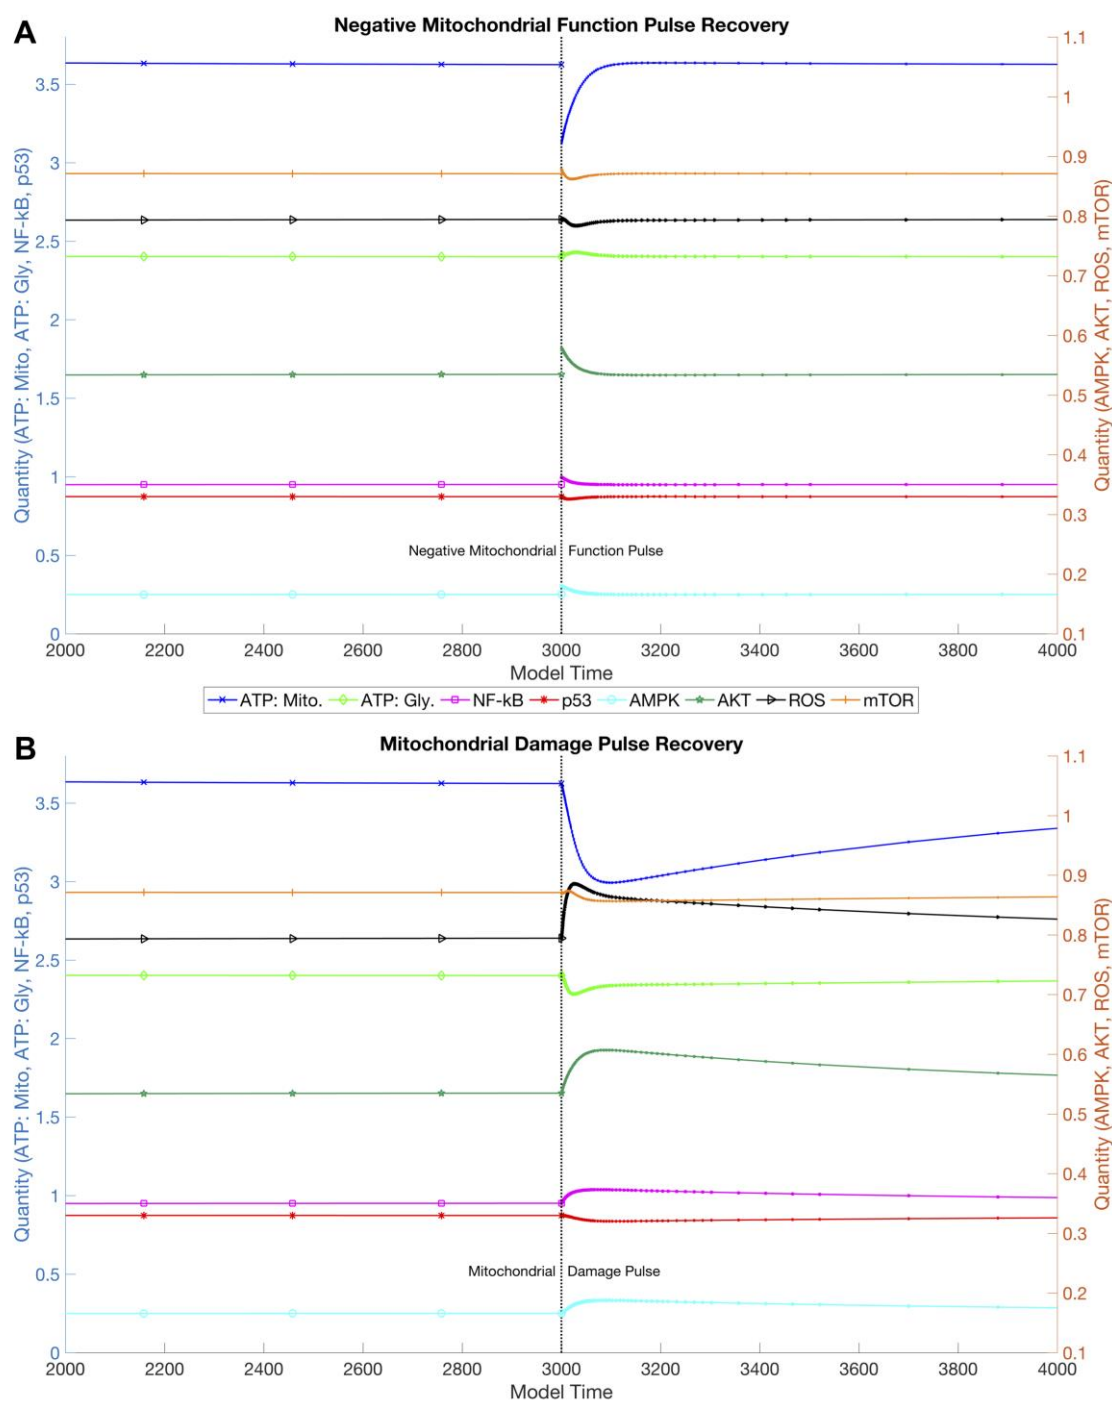 A
Negative Mitochondrial Function Pulse Recovery
Quantity (ATP: Mito, ATP: Gly, NF-kB, p53)
3.5
3
2.5
2
1.5
1
0.5
0
1.1
1
0.9
0.8
0.7
0.6
0.5
0.4
0.3
0.2
0.1
Quantity (AMPK, AKT, ROS, mTOR)
Negative Mitochondrial Function Pulse
2000 2200 2400 2600 2800 3000 3200 3400 3600 3800 4000
Model Time
ATP: Mito. ATP: Gly. NF-kB p53 AMPK AKT ROS mTOR
B
Mitochondrial Damage Pulse Recovery
Quantity (ATP: Mito, ATP: Gly, NF-kB, p53)
3.5
3
2.5
2
1.5
1
0.5
0
1.1
1
0.9
0.8
0.7
0.6
0.5
0.4
0.3
0.2
0.1
Quantity (AMPK, AKT, ROS, mTOR)
Mitochondrial Damage Pulse
2000 2200 2400 2600 2800 3000 3200 3400 3600 3800 4000
Model Time